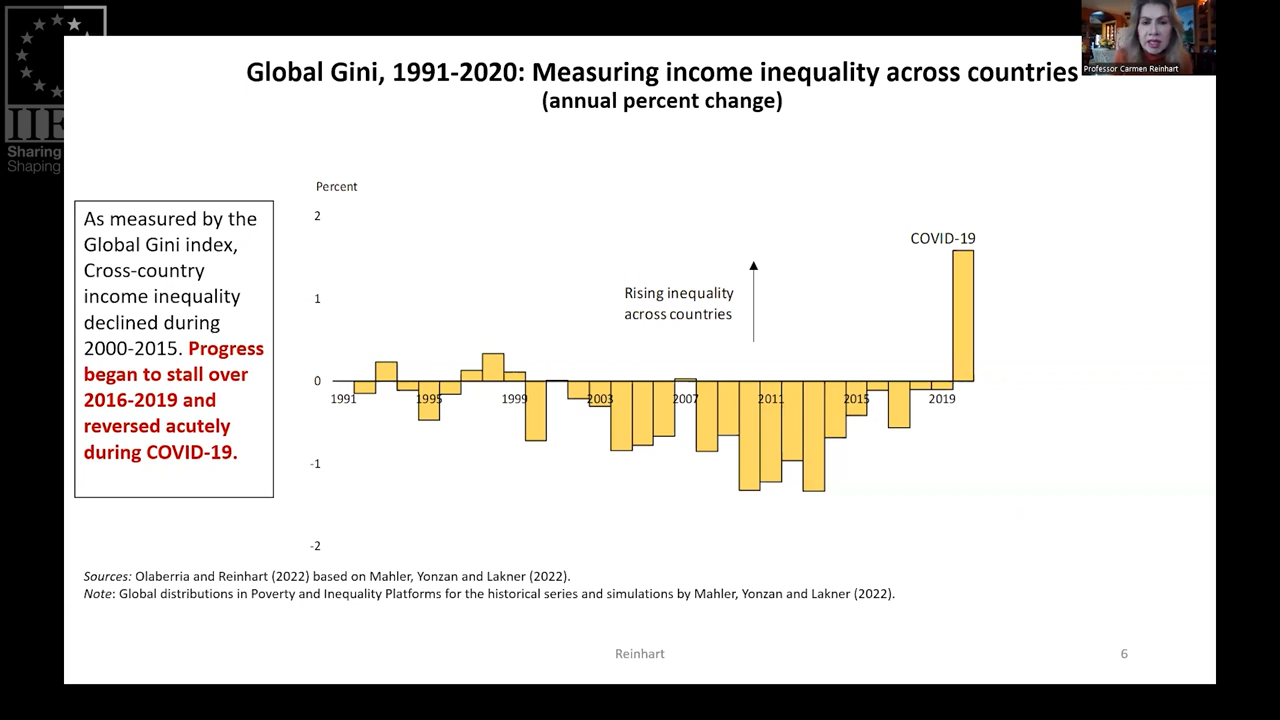 Global Gini, 1991-2020: Measuring income inequality across countries
(annual percent change)
Professor Carmen Reinhart
Sharing
Shaping
As measured by the
Global Gini index,
Cross-country
income inequality
declined during
2000-2015. Progress
began to stall over
2016-2019 and
reversed acutely
during COVID-19.
Percent
2
1
0
-1
-2
COVID-19
Rising inequality
across countries
1991 1995 1999 2003 2007 2011 2015 2019
Sources: Olaberria and Reinhart (2022) based on Mahler, Yonzan and Lakner (2022).
Note: Global distributions in Poverty and Inequality Platforms for the historical series and simulations by Mahler, Yonzan and Lakner (2022).
Reinhart
6